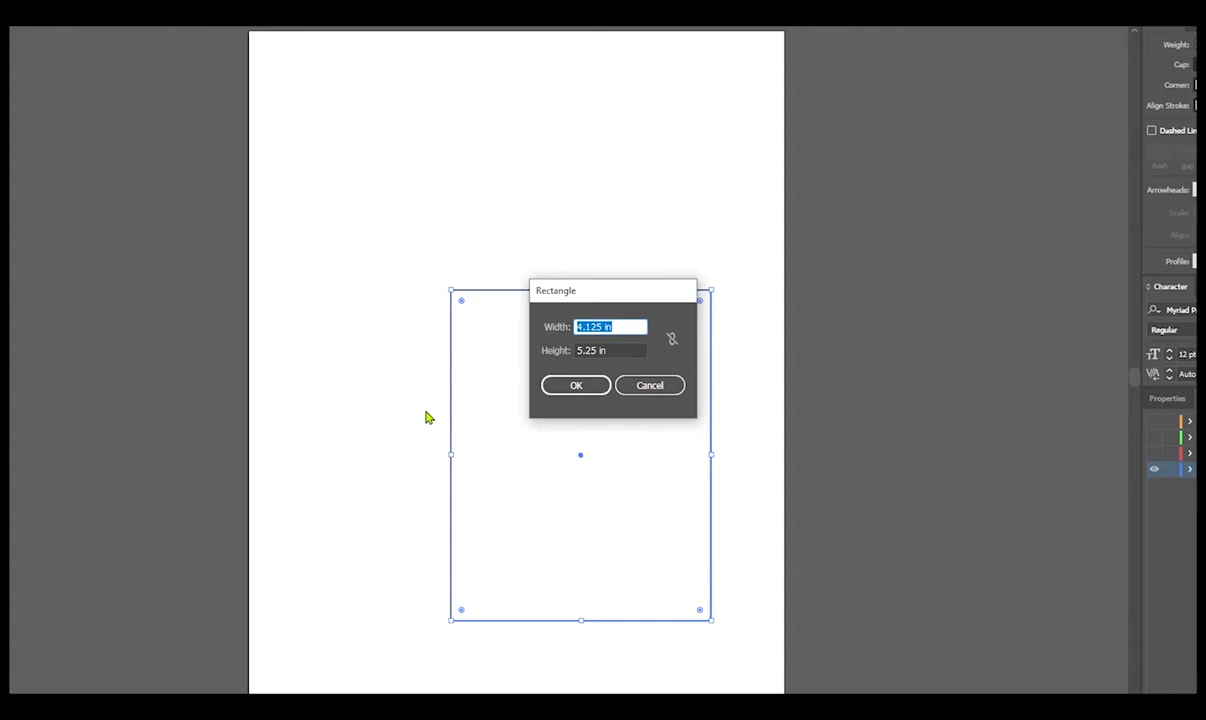 Weight:
Cap:
Corner:
Align Stroke:
Dashed Lin
dash gap
Arrowheads:
Scale:
Align:
Profile:
Rectangle
Width: 4.125 in
Height: 5.25 in
OK Cancel
Character
Myriad P
Regular
12 pt
Auto
Properties